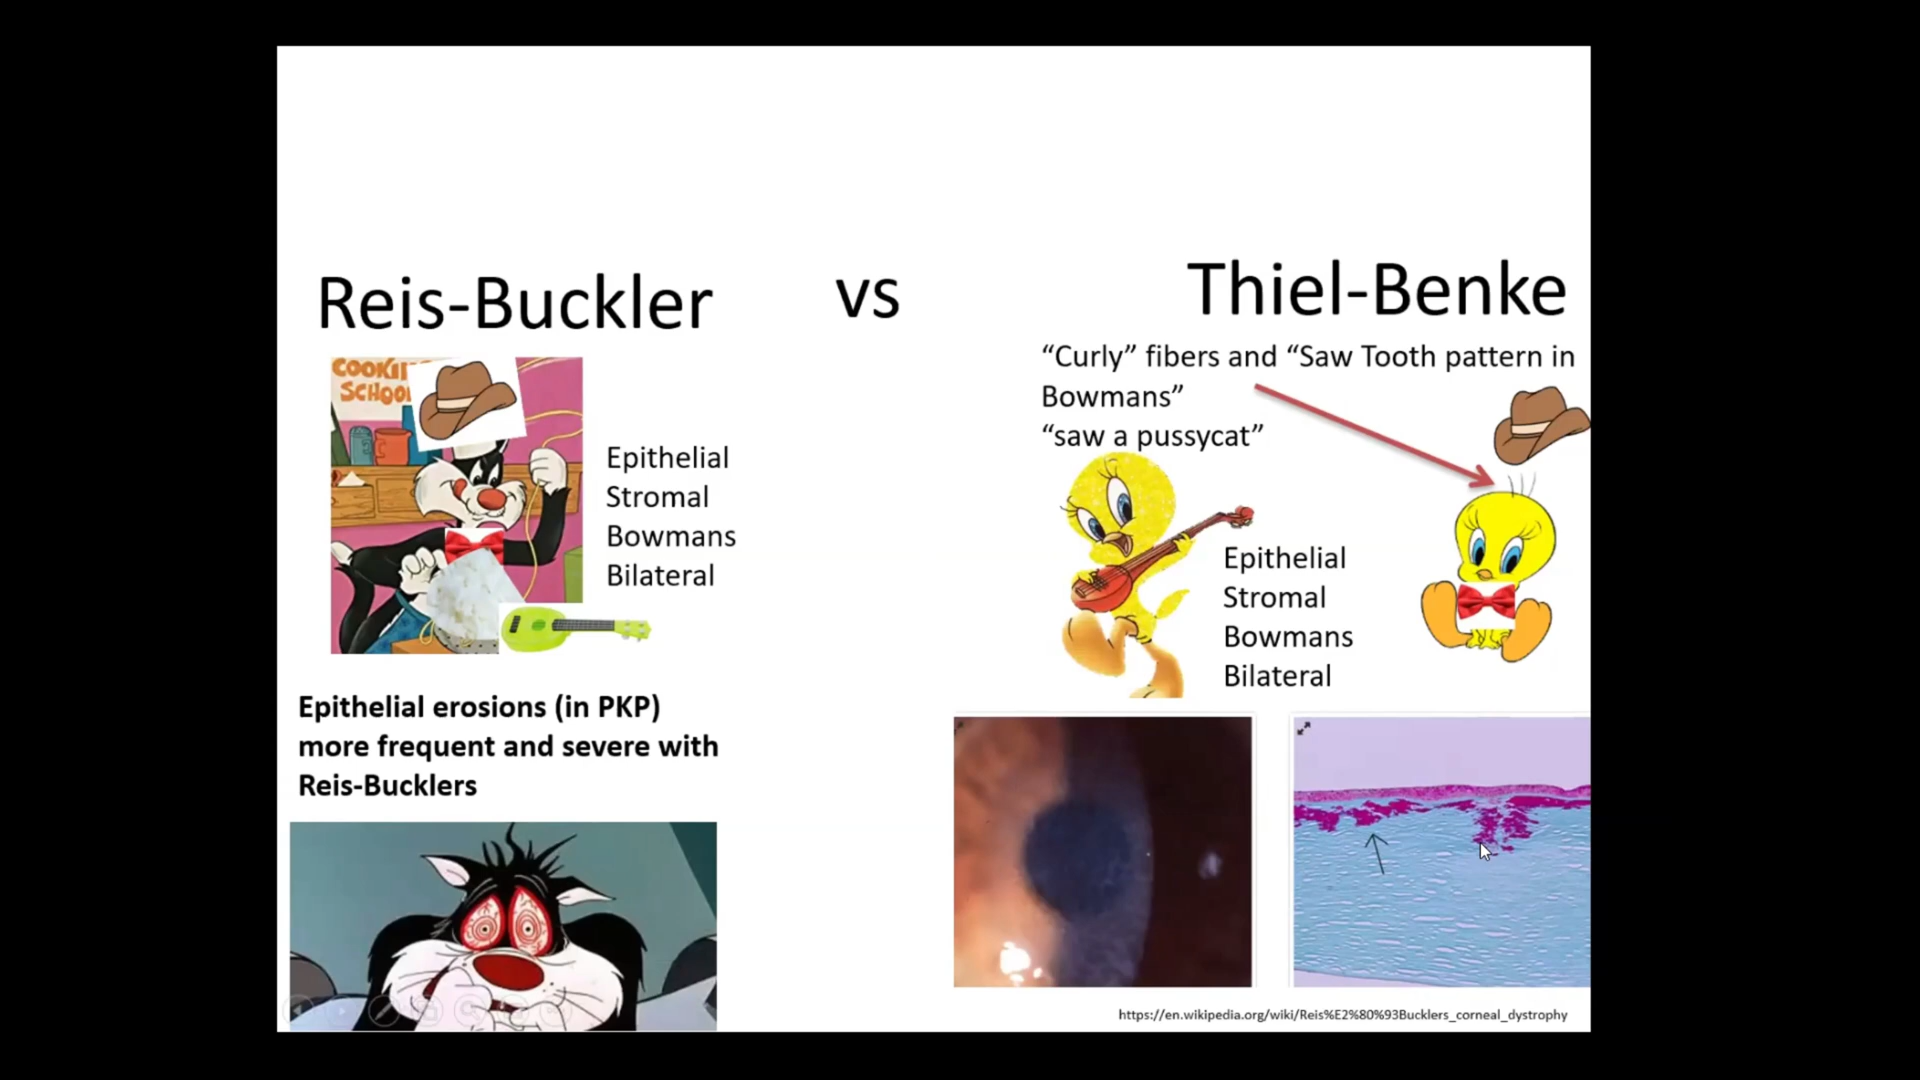 Reis-Buckler
vs
Thiel-Benke
“Curly” fibers and “Saw Tooth pattern in
Bowmans”
“saw a pussycat”
SCHOOL
Epithelial
Stromal
Bowmans
Bilateral
Epithelial
Stromal
Bowmans
Bilateral
Epithelial erosions (in PKP)
more frequent and severe with
Reis-Bucklers
https://en.wikipedia.org/wiki/Reis%E2%80%93Bucklers_corneal_dystrophy